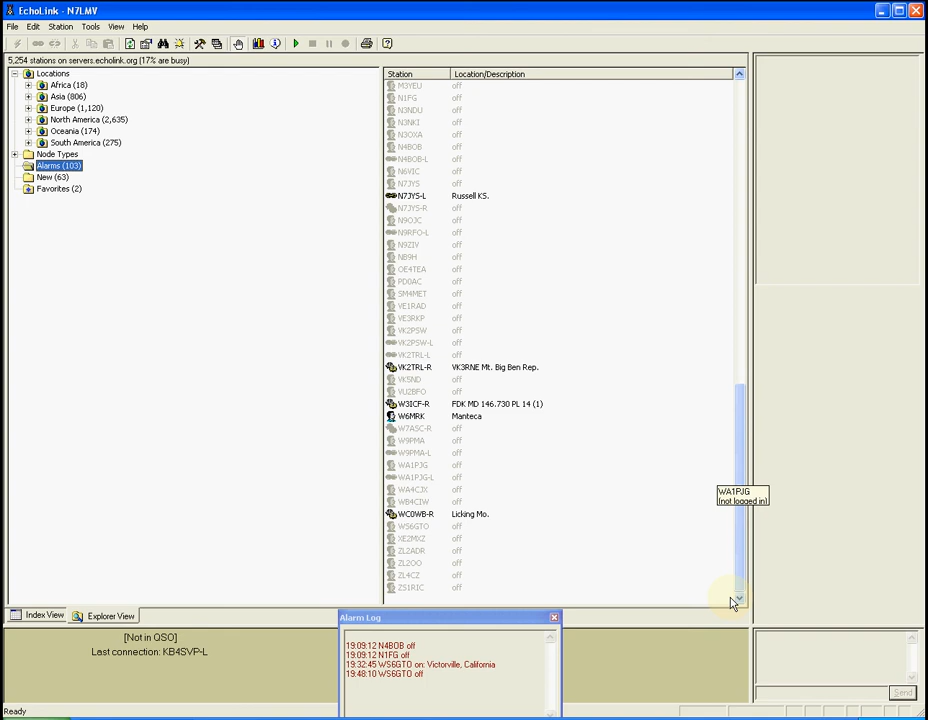 EchoLink - N7LMV
File Edit Station Tools View Help
5,254 stations on servers.echolink.org (17% are busy)
Locations
Africa (18)
Asia (806)
Europe (1,120)
North America (2,635)
Oceania (174)
South America (275)
Node Types
Alarms (103)
New (63)
Favorites (2)
Station Location/Description
M3YEU off
N1FG off
N3NDU off
N3NKI off
N3OXA off
N4BOB off
N4BOB-L off
N6VIC off
N7JYS off
N7JYS-L Russell KS.
N7JYS-R off
N9OJC off
N9RFO-L off
N9ZIV off
NB9H off
OE4TEA off
PD0AC off
SM4MET off
VE1RAD off
VE3RKP off
VK2PSW off
VK2PSW-L off
VK2TRL-L off
VK2TRL-R VK3RNE Mt. Big Ben Rep.
VK5ND off
VU2BFO off
W3ICF-R FDK MD 146.730 PL 14 (1)
W6MRK Manteca
W7ASC-R off
W9PMA off
W9PMA-L off
WA1PJG off
WA1PJG-L off
WA4CJX off
WB4CIW off
WC0WB-R Licking Mo.
WS6GTO off
XE2MXZ off
ZL2ADR off
ZL2OO off
ZL4CZ off
ZS1RIC off
WA1PJG
(not logged in)
Index View Explorer View
[Not in QSO]
Last connection: KB4SVP-L
Alarm Log
19:09:12 N4BOB off
19:09:12 N1FG off
19:32:45 WS6GTO on: Victorville, California
19:48:10 WS6GTO off
Send
Ready